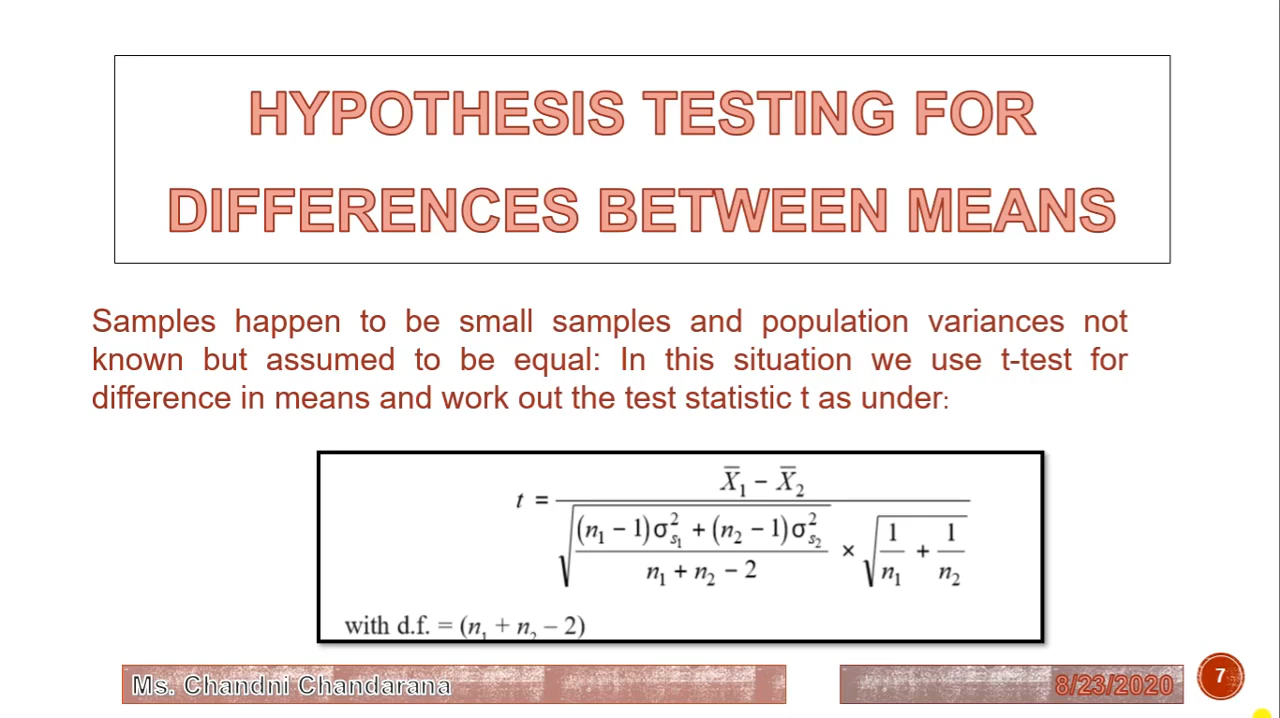 HYPOTHESIS TESTING FOR
DIFFERENCES BETWEEN MEANS
Samples happen to be small samples and population variances not
known but assumed to be equal: In this situation we use t-test for
difference in means and work out the test statistic t as under:
t = (X̄₁ − X̄₂) / (√(((n₁ − 1)σ²ₛ₁ + (n₂ − 1)σ²ₛ₂) / (n₁ + n₂ − 2)) × √(1/n₁ + 1/n₂))
with d.f. = (n₁ + n₂ − 2)
Ms. Chandni Chandarana
8/23/2020
7